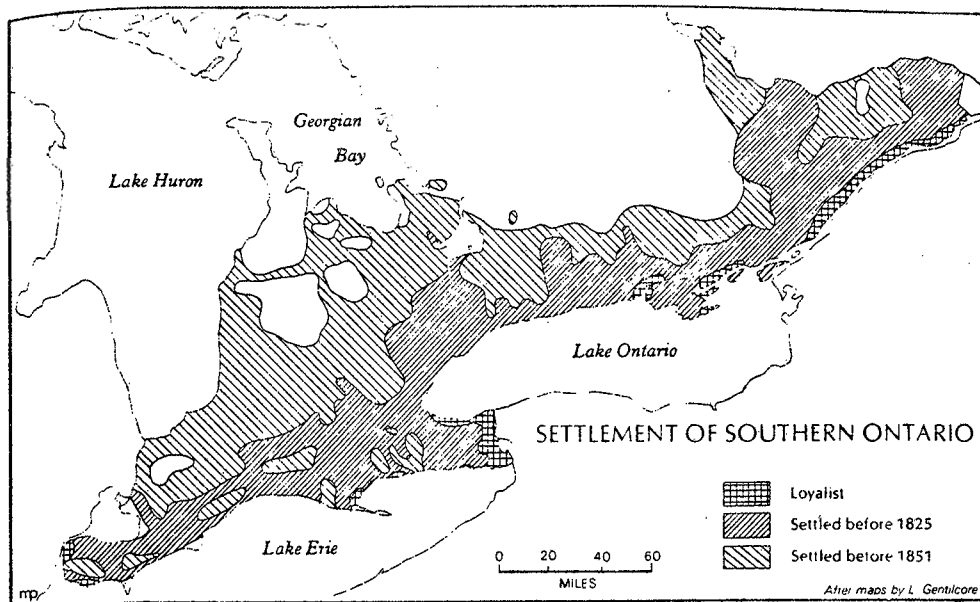 Georgian
Bay
Lake Huron
Lake Ontario
SETTLEMENT OF SOUTHERN ONTARIO
Loyalist
Settled before 1825
Settled before 1851
Lake Erie
0 20 40 60
MILES
mp
After maps by L Gentilcore